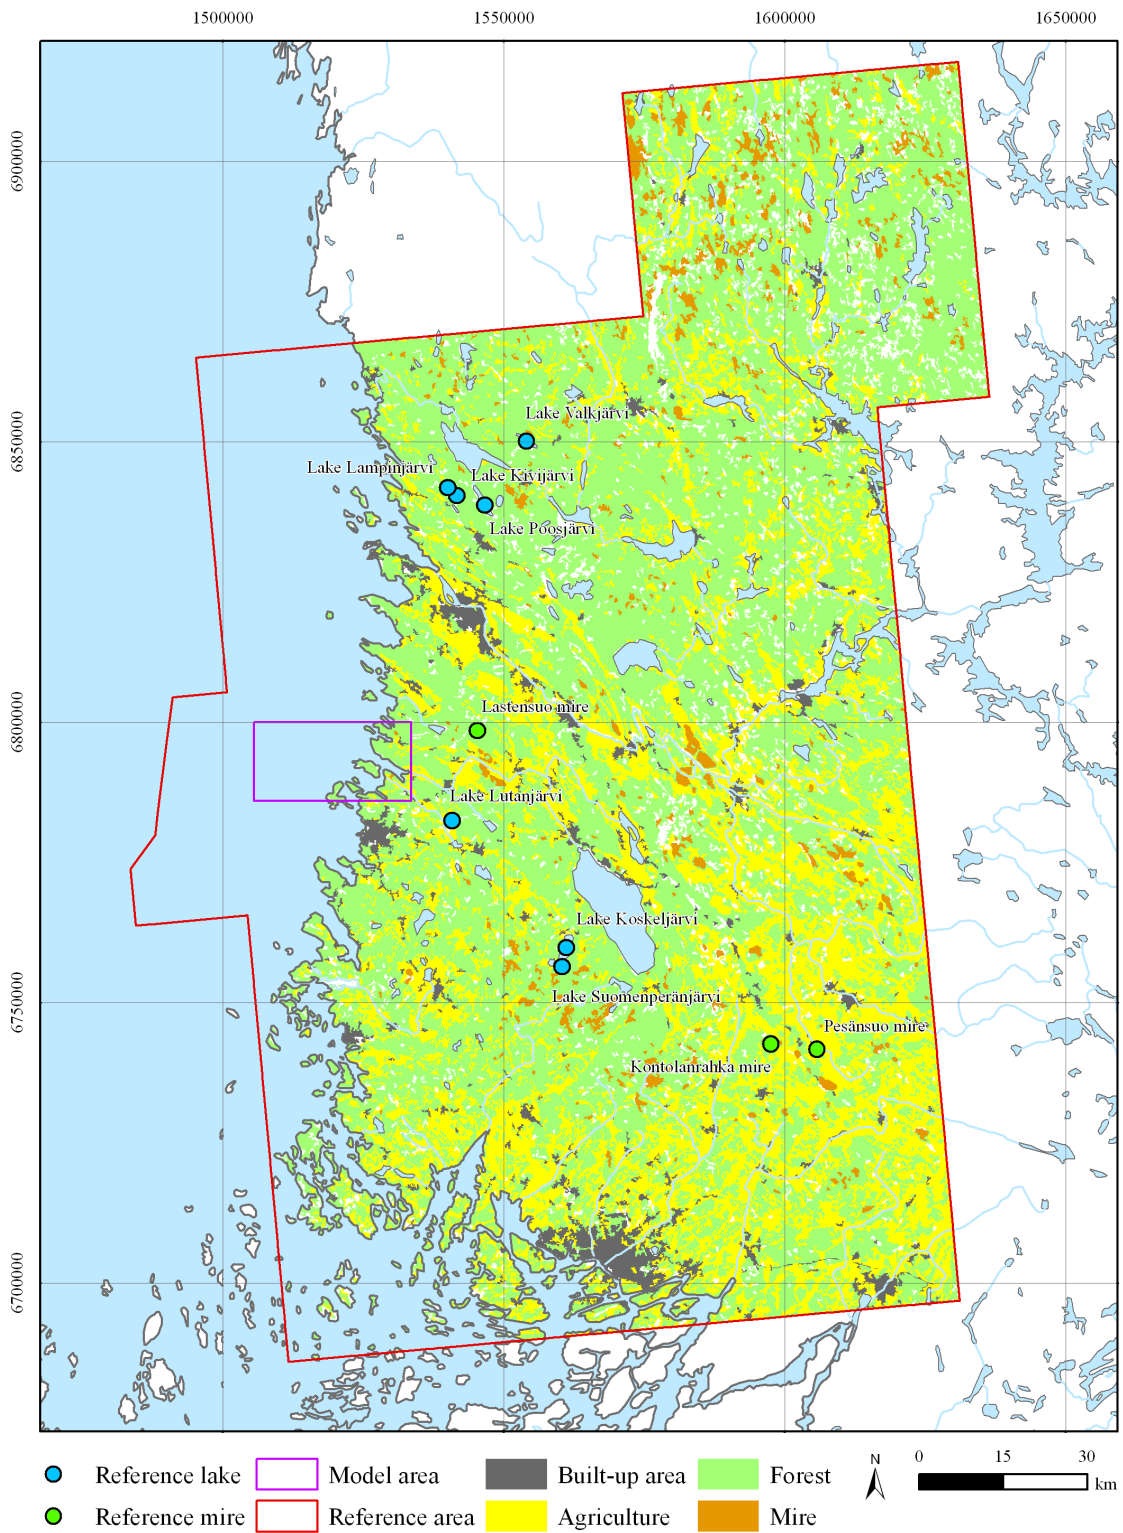 1500000 1550000 1600000 1650000
6900000
Lake Valkjärvi
6850000
Lake Lampinjärvi
Lake Kivijärvi
Lake Poosjärvi
Lastensuo mire
6800000
Lake Lutanjärvi
Lake Koskeljärvi
Lake Suomenperänjärvi
6750000
Pesänsuo mire
Kontolanrahka mire
6700000
Reference lake Model area Built-up area Forest N 0 15 30 km
Reference mire Reference area Agriculture Mire